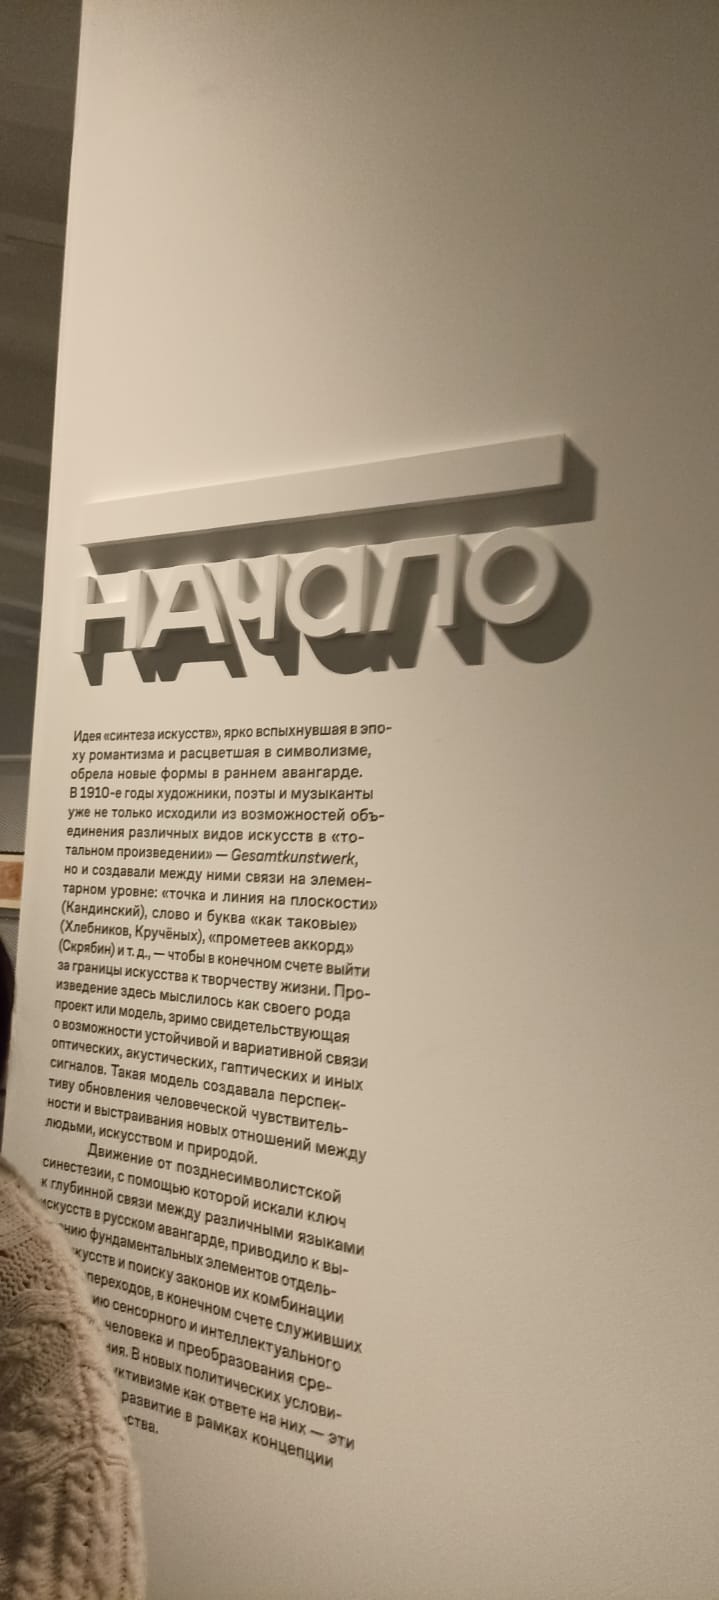 НАЧАЛО
Идея «синтеза искусств», ярко вспыхнувшая в эпо-
ху романтизма и расцветшая в символизме,
обрела новые формы в раннем авангарде.
В 1910-е годы художники, поэты и музыканты
уже не только исходили из возможностей объ-
единения различных видов искусств в «то-
тальном произведении» — Gesamtkunstwerk,
но и создавали между ними связи на элемен-
тарном уровне: «точка и линия на плоскости»
(Кандинский), слово и буква «как таковые»
(Хлебников, Кручёных), «прометеев аккорд»
(Скрябин) и т. д., — чтобы в конечном счете выйти
за границы искусства к творчеству жизни. Про-
изведение здесь мыслилось как своего рода
проект или модель, зримо свидетельствующая
о возможности устойчивой и вариативной связи
оптических, акустических, гаптических и иных
сигналов. Такая модель создавала перспек-
тиву обновления человеческой чувствитель-
ности и выстраивания новых отношений между
людьми, искусством и природой.
Движение от позднесимволистской
синестезии, с помощью которой искали ключ
к глубинной связи между различными языками
искусств в русском авангарде, приводило к вы-
фундаментальных элементов отдель-
и поиску законов их комбинации
переходов, в конечном счете служивших
сенсорного и интеллектуального
человека и преобразования сре-
В новых политических услови-
как ответе на них — эти
развитие в рамках концепции